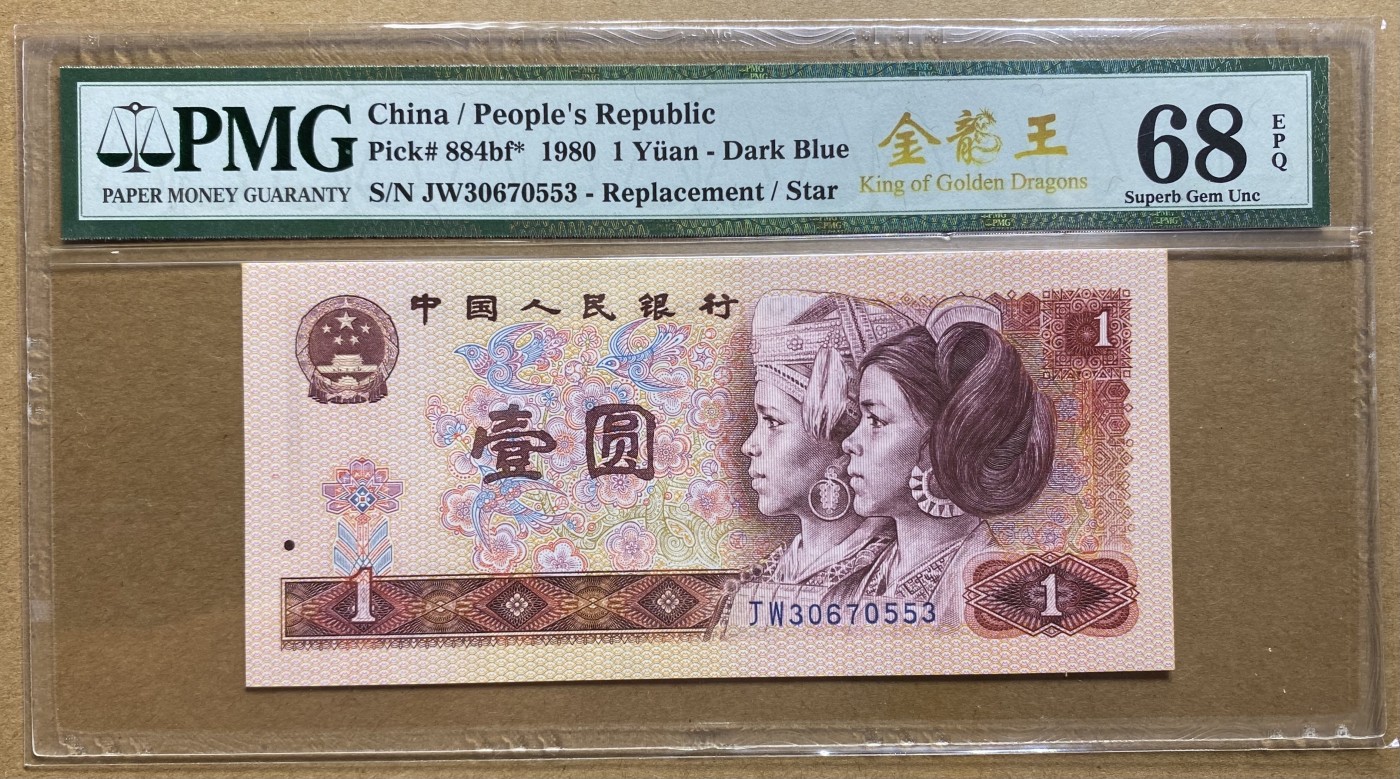 PMG
PAPER MONEY GUARANTY
China / People's Republic
Pick# 884bf* 1980 1 Yüan - Dark Blue
S/N JW30670553 - Replacement / Star
金龍王
King of Golden Dragons
68
EPQ
Superb Gem Unc
中国人民银行
1
壹圆
1
JW30670553
1